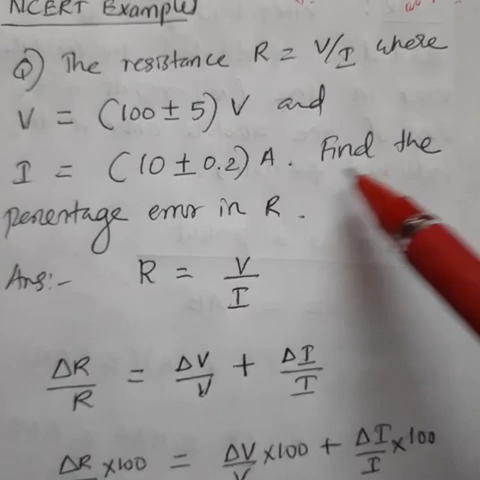 NCERT Example
Q) The resistance R = V/I where
V = (100 ± 5) V and
I = (10 ± 0.2) A. Find the
percentage error in R.
Ans:- R = V/I
ΔR/R = ΔV/V + ΔI/I
ΔR/ ×100 = ΔV/V ×100 + ΔI/I ×100